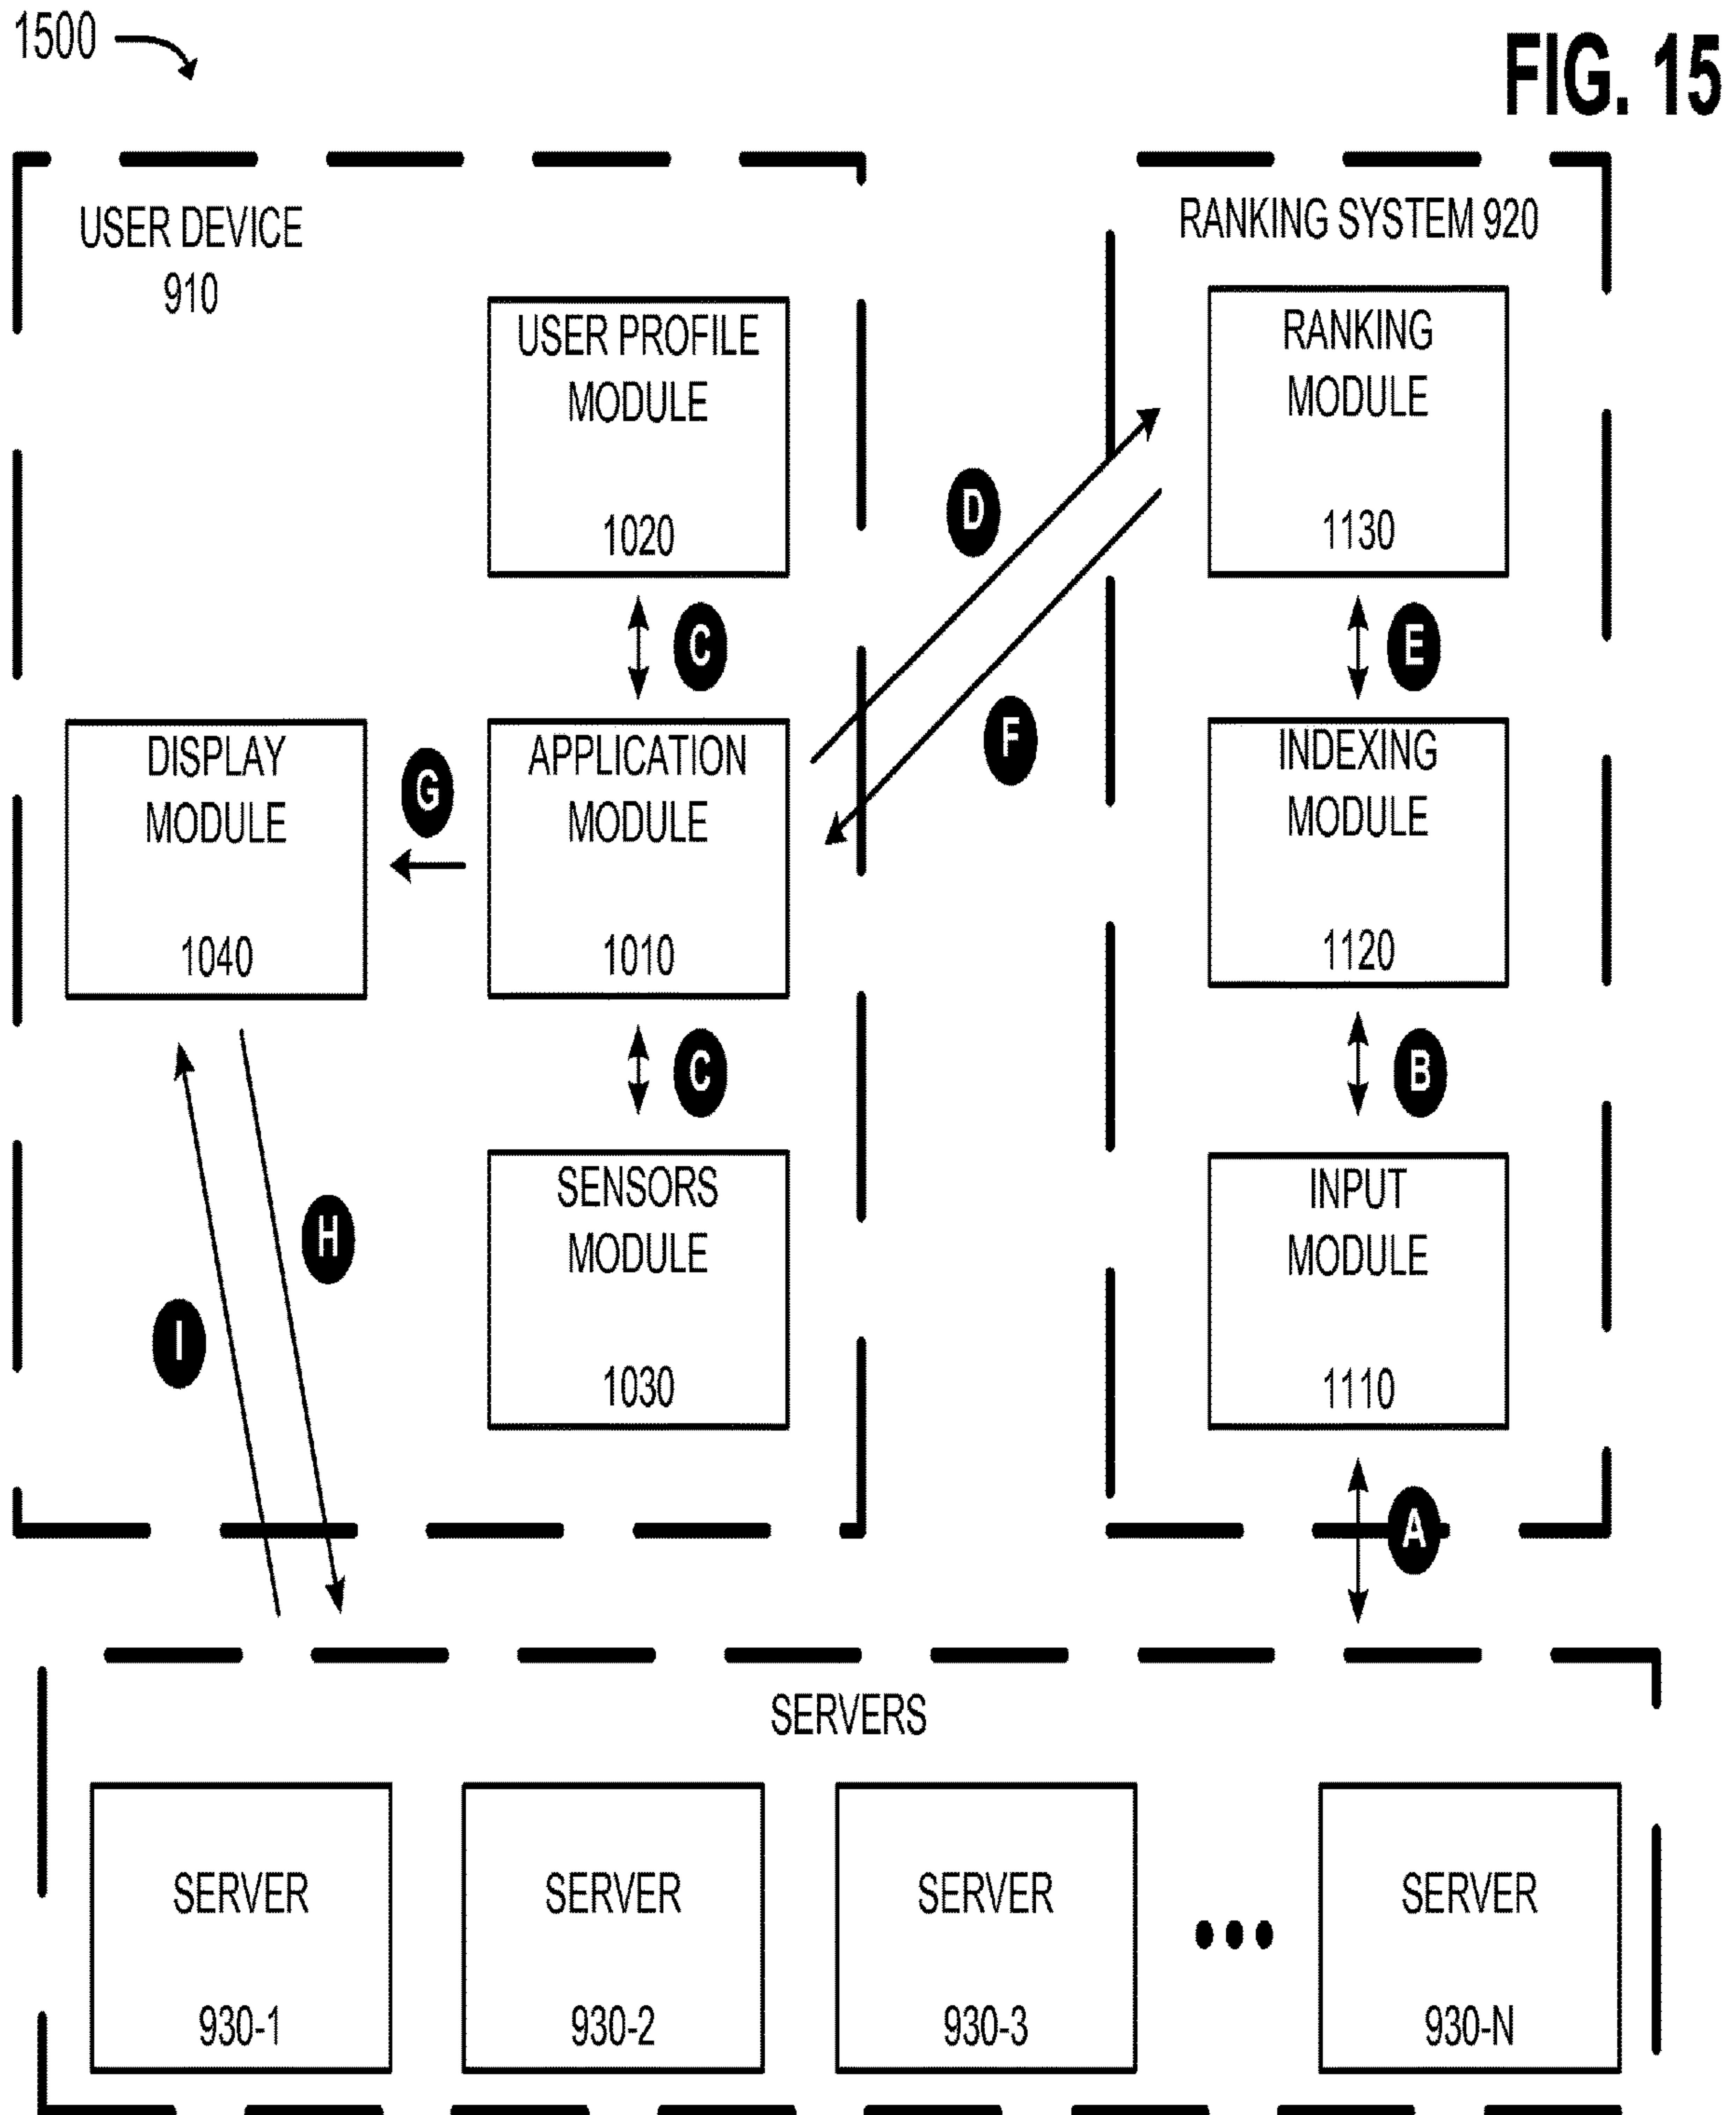 1500
FIG. 15
USER DEVICE
910
USER PROFILE
MODULE
1020
C
DISPLAY
MODULE
1040
G
APPLICATION
MODULE
1010
C
SENSORS
MODULE
1030
D
F
H
I
RANKING SYSTEM 920
RANKING
MODULE
1130
E
INDEXING
MODULE
1120
B
INPUT
MODULE
1110
A
SERVERS
SERVER
930-1
SERVER
930-2
SERVER
930-3
•••
SERVER
930-N